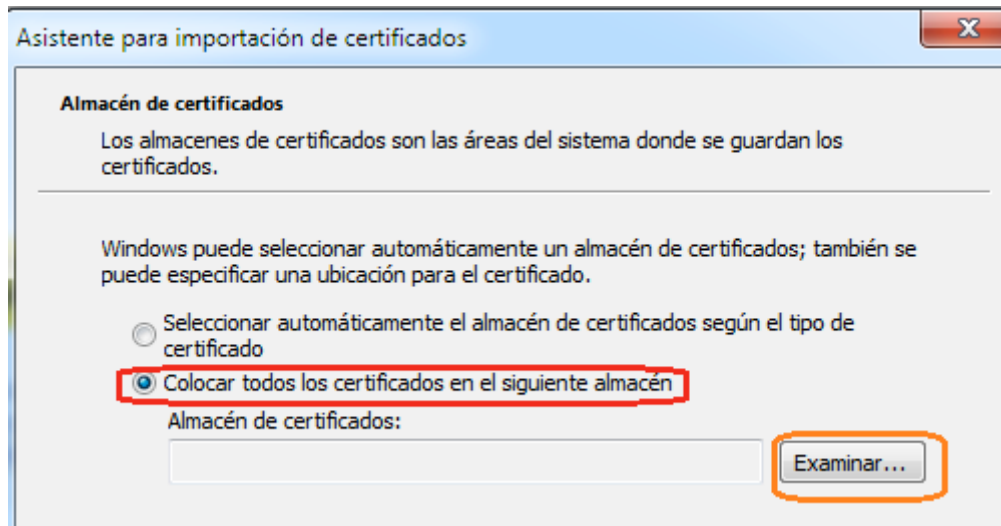 Asistente para importación de certificados
Almacén de certificados
Los almacenes de certificados son las áreas del sistema donde se guardan los
certificados.
Windows puede seleccionar automáticamente un almacén de certificados; también se
puede especificar una ubicación para el certificado.
Seleccionar automáticamente el almacén de certificados según el tipo de
certificado
Colocar todos los certificados en el siguiente almacén
Almacén de certificados:
Examinar...